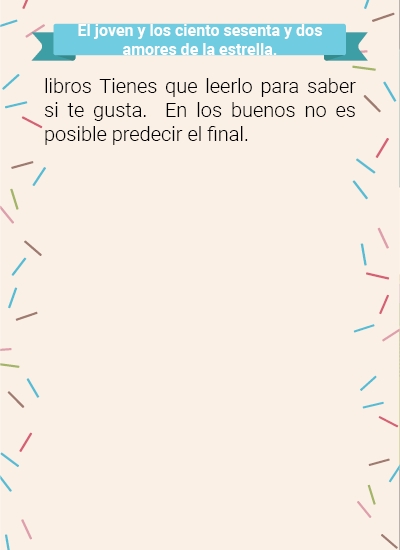 El joven y los ciento sesenta y dos
amores de la estrella.
libros Tienes que leerlo para saber
si te gusta. En los buenos no es
posible predecir el final.